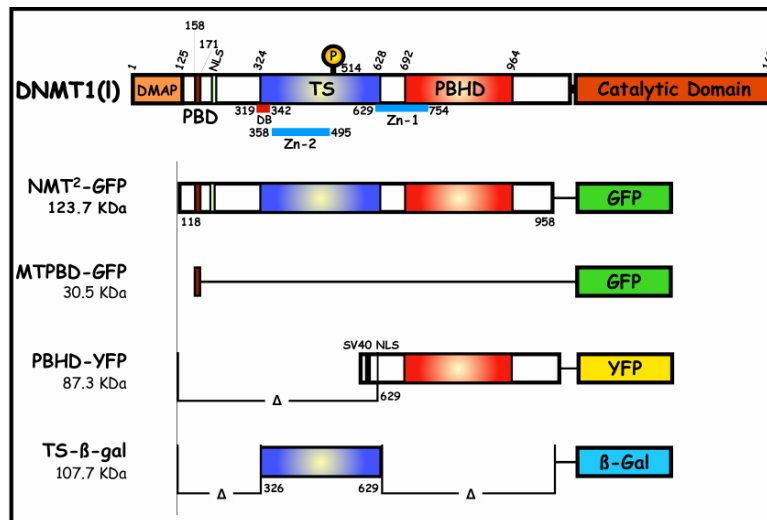 158
1 125 171 NLS 324 P 514 628 692 964
DNMT1(l) DMAP TS PBHD Catalytic Domain
PBD 319 DB 342 629 Zn-1 754
358 Zn-2 495
NMT²-GFP GFP
123.7 KDa 118 958
MTPBD-GFP GFP
30.5 KDa
SV40 NLS
PBHD-YFP YFP
87.3 KDa 629
Δ
TS-ß-gal ß-Gal
107.7 KDa 326 629
Δ Δ